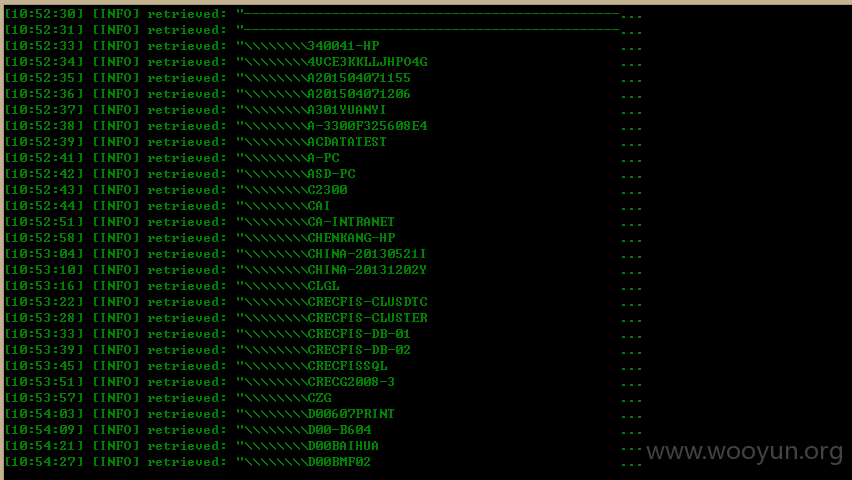 [10:52:30] [INFO] retrieved: "------------------------------------------------...
[10:52:31] [INFO] retrieved: "------------------------------------------------...
[10:52:33] [INFO] retrieved: "\\\\\\\\340041-HP ...
[10:52:34] [INFO] retrieved: "\\\\\\\\4VCE3KKLLJHPO4G ...
[10:52:35] [INFO] retrieved: "\\\\\\\\A201504071155 ...
[10:52:36] [INFO] retrieved: "\\\\\\\\A201504071206 ...
[10:52:37] [INFO] retrieved: "\\\\\\\\A301YUANYI ...
[10:52:38] [INFO] retrieved: "\\\\\\\\A-3300F325608E4 ...
[10:52:39] [INFO] retrieved: "\\\\\\\\ACDATATEST ...
[10:52:41] [INFO] retrieved: "\\\\\\\\A-PC ...
[10:52:42] [INFO] retrieved: "\\\\\\\\ASD-PC ...
[10:52:43] [INFO] retrieved: "\\\\\\\\C2300 ...
[10:52:44] [INFO] retrieved: "\\\\\\\\CAI ...
[10:52:51] [INFO] retrieved: "\\\\\\\\CA-INTRANET ...
[10:52:58] [INFO] retrieved: "\\\\\\\\CHENKANG-HP ...
[10:53:04] [INFO] retrieved: "\\\\\\\\CHINA-20130521I ...
[10:53:10] [INFO] retrieved: "\\\\\\\\CHINA-20131202Y ...
[10:53:16] [INFO] retrieved: "\\\\\\\\CLGL ...
[10:53:22] [INFO] retrieved: "\\\\\\\\CRECFIS-CLUSDTC ...
[10:53:28] [INFO] retrieved: "\\\\\\\\CRECFIS-CLUSTER ...
[10:53:33] [INFO] retrieved: "\\\\\\\\CRECFIS-DB-01 ...
[10:53:39] [INFO] retrieved: "\\\\\\\\CRECFIS-DB-02 ...
[10:53:45] [INFO] retrieved: "\\\\\\\\CRECFISSQL ...
[10:53:51] [INFO] retrieved: "\\\\\\\\CRECG2008-3 ...
[10:53:57] [INFO] retrieved: "\\\\\\\\CZG ...
[10:54:03] [INFO] retrieved: "\\\\\\\\D00607PRINT ...
[10:54:09] [INFO] retrieved: "\\\\\\\\D00-B604 ...
[10:54:21] [INFO] retrieved: "\\\\\\\\D00BAIHUA ...
[10:54:27] [INFO] retrieved: "\\\\\\\\D00BMF02 ...
www.wooyun.org